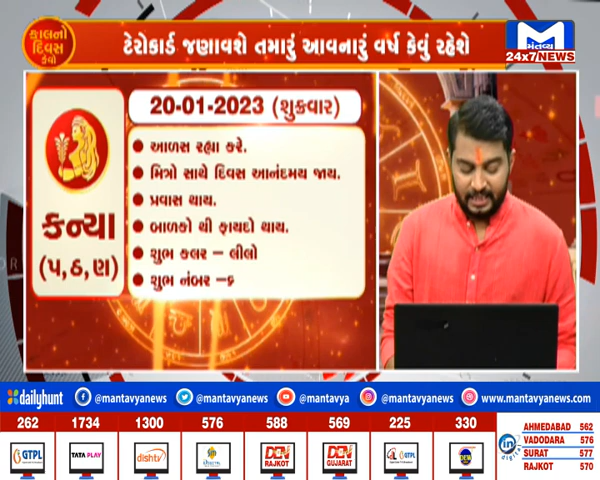 કાલનો
દિવસ
કેવો
ટેરોકાર્ડ જણાવશે તમારું આવનારું વર્ષ કેવું રહેશે
મંતવ્ય
24x7NEWS
20-01-2023 (શુક્રવાર)
આળસ રહ્યા કરે.
મિત્રો સાથે દિવસ આનંદમય જાય.
પ્રવાસ થાય.
બાળકો થી ફાયદો થાય.
શુભ કલર – લીલો
શુભ નંબર –૬
કન્યા
(પ,ઠ,ણ)
dailyhunt
@mantavyanews
@mantavyanews
@mantavya
@mantavyanews
www.mantavyanews.com
262 1734 1300 576 588 569 225 330
GTPL
TATA PLAY
dishtv
DEN
RAJKOT
DEN
GUJARAT
GTPL
in
digital
AHMEDABAD 562
VADODARA 576
SURAT 577
RAJKOT 570